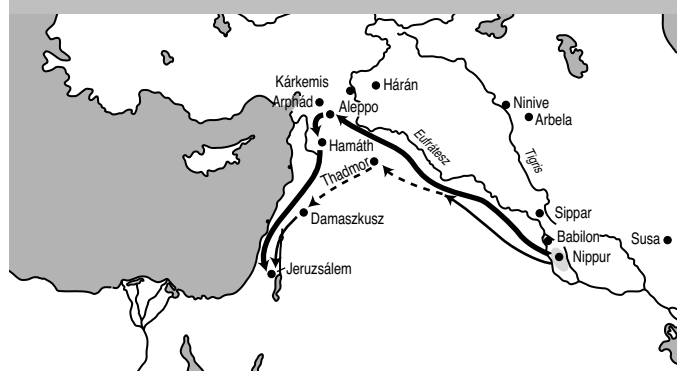 Kárkemis
Hárán
Arphád
Aleppo
Ninive
Arbela
Hamáth
Eufrátesz
Tigris
Thadmor
Damaszkusz
Sippar
Babilon
Susa
Nippur
Jeruzsálem